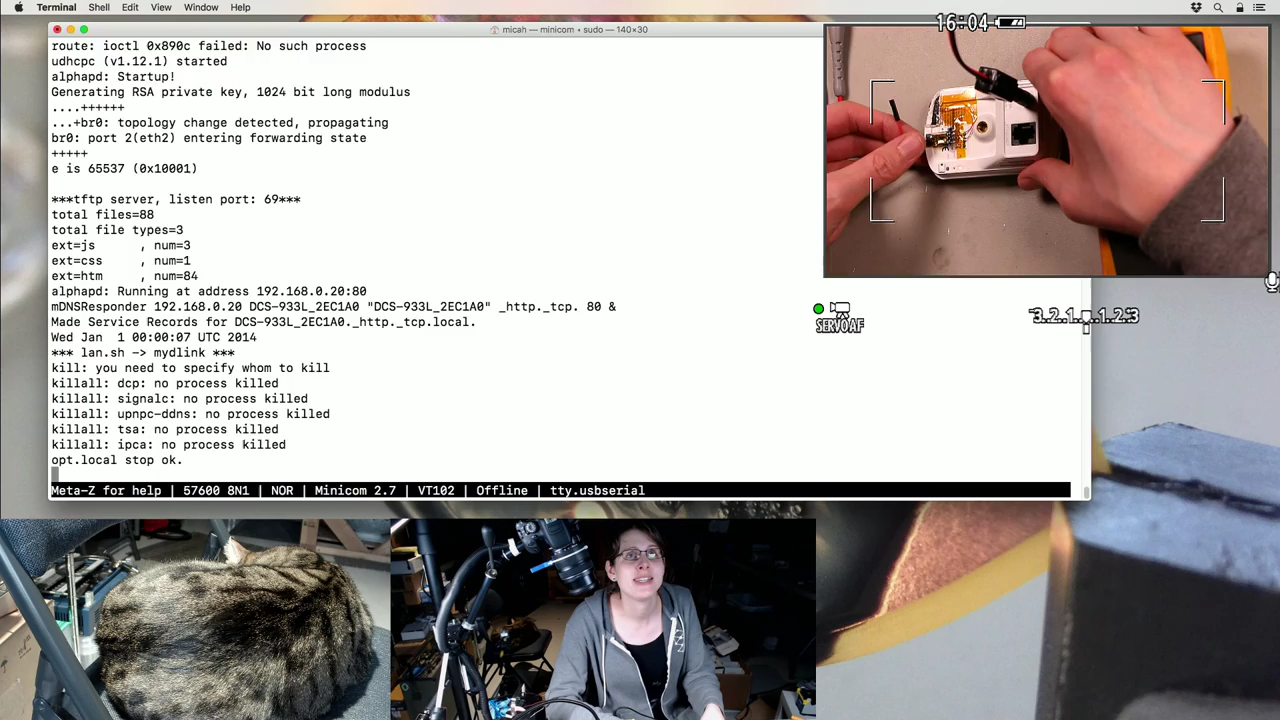 Terminal Shell Edit View Window Help
micah — minicom • sudo — 140×30
16:04
route: ioctl 0x890c failed: No such process
udhcpc (v1.12.1) started
alphapd: Startup!
Generating RSA private key, 1024 bit long modulus
....++++++
...+br0: topology change detected, propagating
br0: port 2(eth2) entering forwarding state
+++++
e is 65537 (0x10001)
***tftp server, listen port: 69***
total files=88
total file types=3
ext=js      , num=3
ext=css     , num=1
ext=htm     , num=84
alphapd: Running at address 192.168.0.20:80
mDNSResponder 192.168.0.20 DCS-933L_2EC1A0 "DCS-933L_2EC1A0" _http._tcp. 80 &
Made Service Records for DCS-933L_2EC1A0._http._tcp.local.
Wed Jan  1 00:00:07 UTC 2014
*** lan.sh -> mydlink ***
kill: you need to specify whom to kill
killall: dcp: no process killed
killall: signalc: no process killed
killall: upnpc-ddns: no process killed
killall: tsa: no process killed
killall: ipca: no process killed
opt.local stop ok.
Meta-Z for help | 57600 8N1 | NOR | Minicom 2.7 | VT102 | Offline | tty.usbserial
SERVO AF
3.2.1.1.2.3